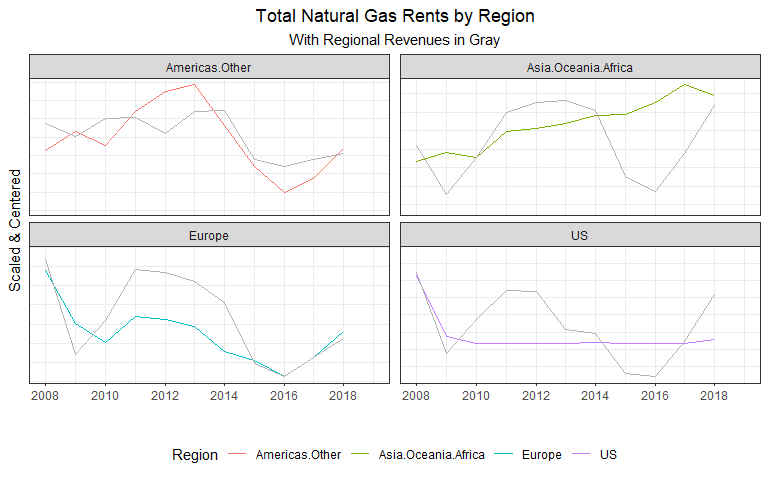 Total Natural Gas Rents by Region
With Regional Revenues in Gray
Americas.Other
Asia.Oceania.Africa
Scaled & Centered
Europe
US
2008 2010 2012 2014 2016 2018
2008 2010 2012 2014 2016 2018
Region Americas.Other Asia.Oceania.Africa Europe US